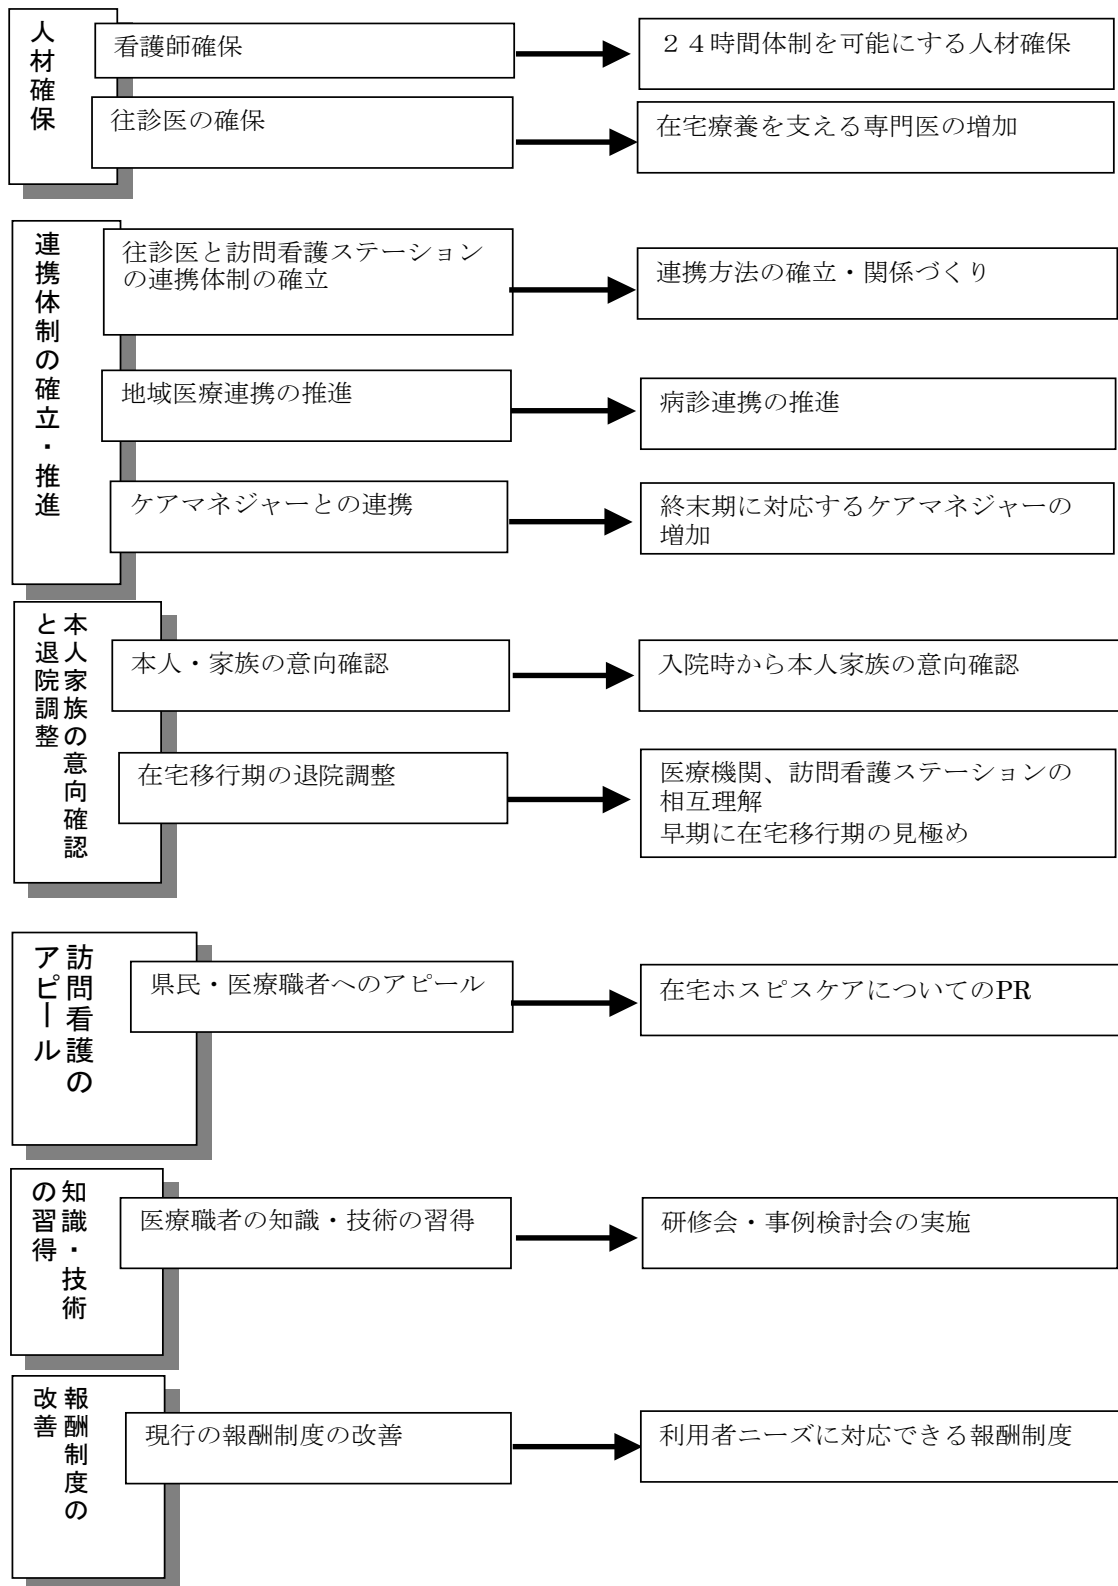 人材確保
看護師確保
２４時間体制を可能にする人材確保
往診医の確保
在宅療養を支える専門医の増加
連携体制の確立・推進
往診医と訪問看護ステーション
の連携体制の確立
連携方法の確立・関係づくり
地域医療連携の推進
病診連携の推進
ケアマネジャーとの連携
終末期に対応するケアマネジャーの
増加
本人家族の意向確認
と退院調整
本人・家族の意向確認
入院時から本人家族の意向確認
在宅移行期の退院調整
医療機関、訪問看護ステーションの
相互理解
早期に在宅移行期の見極め
訪問看護の
アピール
県民・医療職者へのアピール
在宅ホスピスケアについてのPR
知識・技術
の習得
医療職者の知識・技術の習得
研修会・事例検討会の実施
報酬制度の
改善
現行の報酬制度の改善
利用者ニーズに対応できる報酬制度